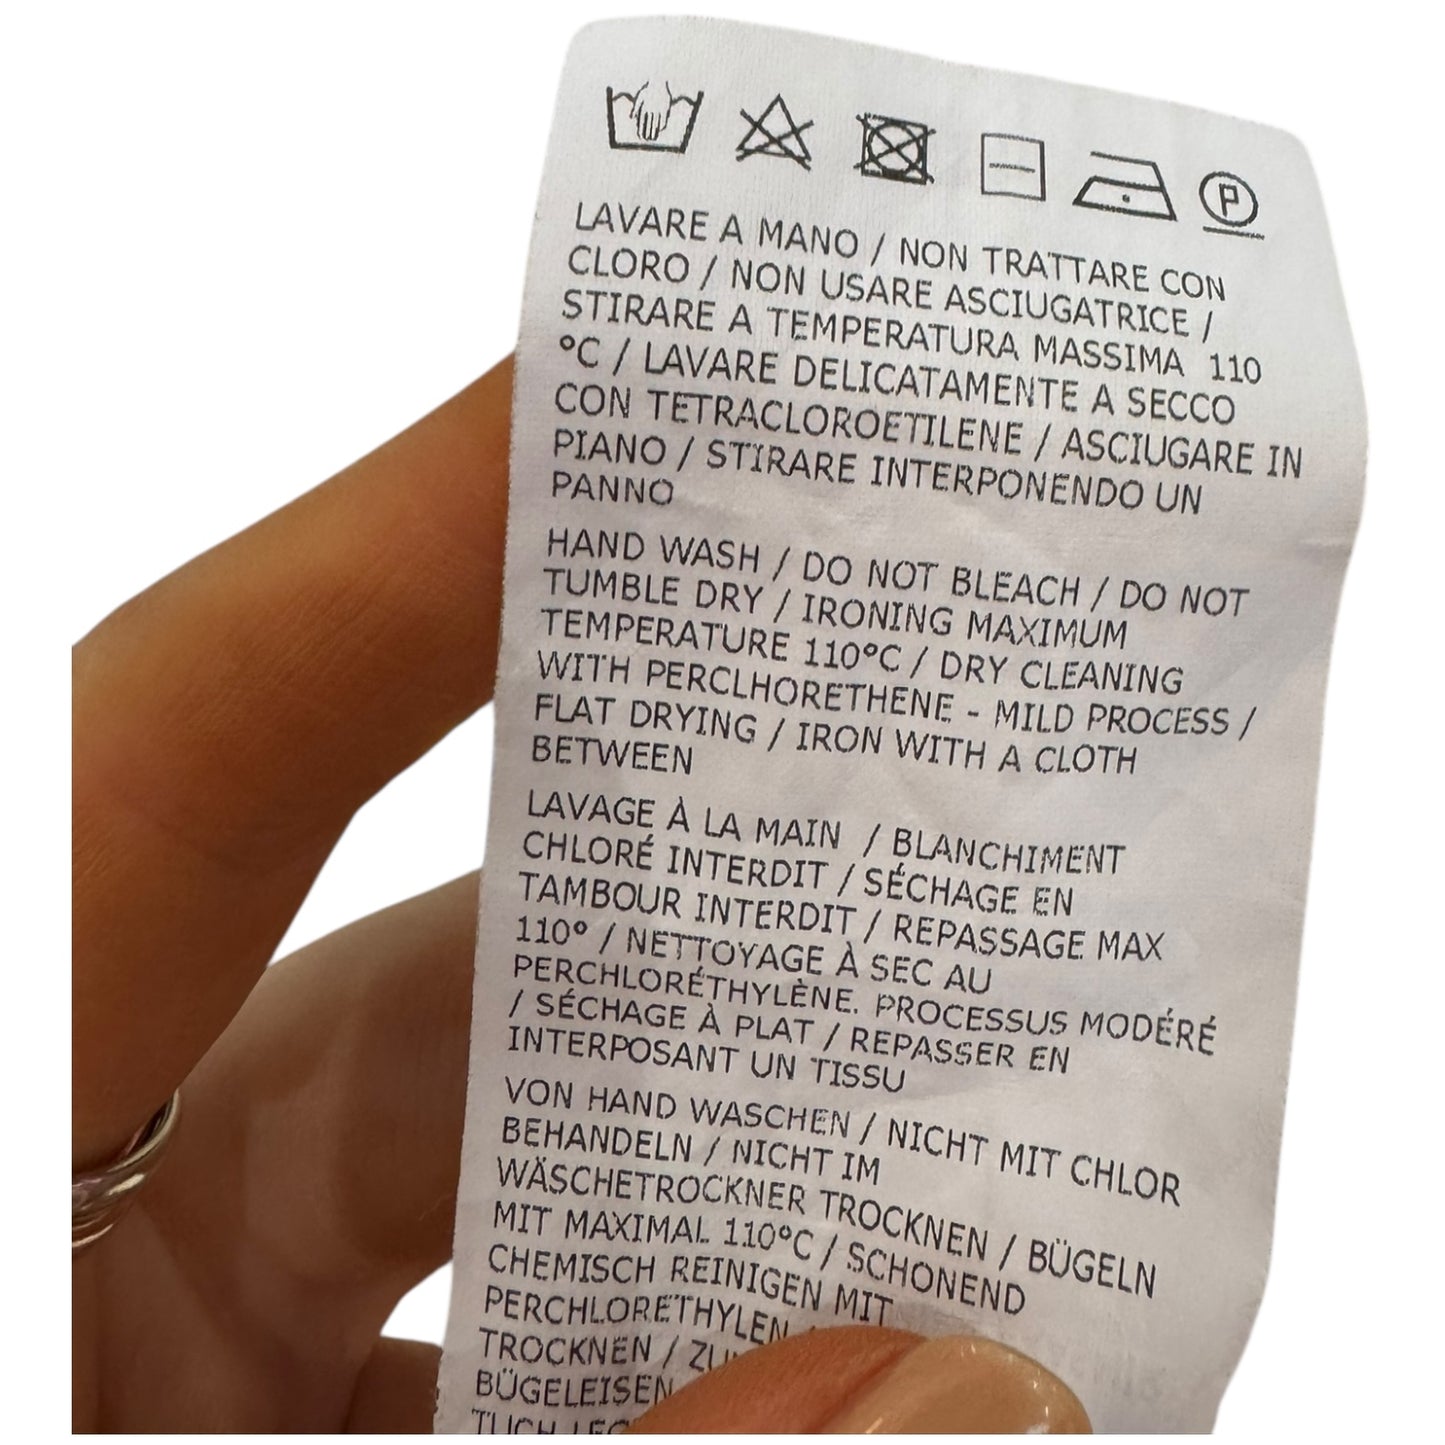 P
LAVARE A MANO / NON TRATTARE CON
CLORO / NON USARE ASCIUGATRICE /
STIRARE A TEMPERATURA MASSIMA 110
°C / LAVARE DELICATAMENTE A SECCO
CON TETRACLOROETILENE / ASCIUGARE IN
PIANO / STIRARE INTERPONENDO UN
PANNO
HAND WASH / DO NOT BLEACH / DO NOT
TUMBLE DRY / IRONING MAXIMUM
TEMPERATURE 110°C / DRY CLEANING
WITH PERCLHORETHENE - MILD PROCESS /
FLAT DRYING / IRON WITH A CLOTH
BETWEEN
LAVAGE À LA MAIN / BLANCHIMENT
CHLORÉ INTERDIT / SÉCHAGE EN
TAMBOUR INTERDIT / REPASSAGE MAX
110° / NETTOYAGE À SEC AU
PERCHLORÉTHYLÈNE. PROCESSUS MODÉRÉ
/ SÉCHAGE À PLAT / REPASSER EN
INTERPOSANT UN TISSU
VON HAND WASCHEN / NICHT MIT CHLOR
BEHANDELN / NICHT IM
WÄSCHETROCKNER TROCKNEN / BÜGELN
MIT MAXIMAL 110°C / SCHONEND
CHEMISCH REINIGEN MIT
PERCHLORETHYLEN
TROCKNEN /
BÜGELEISEN
TUCH